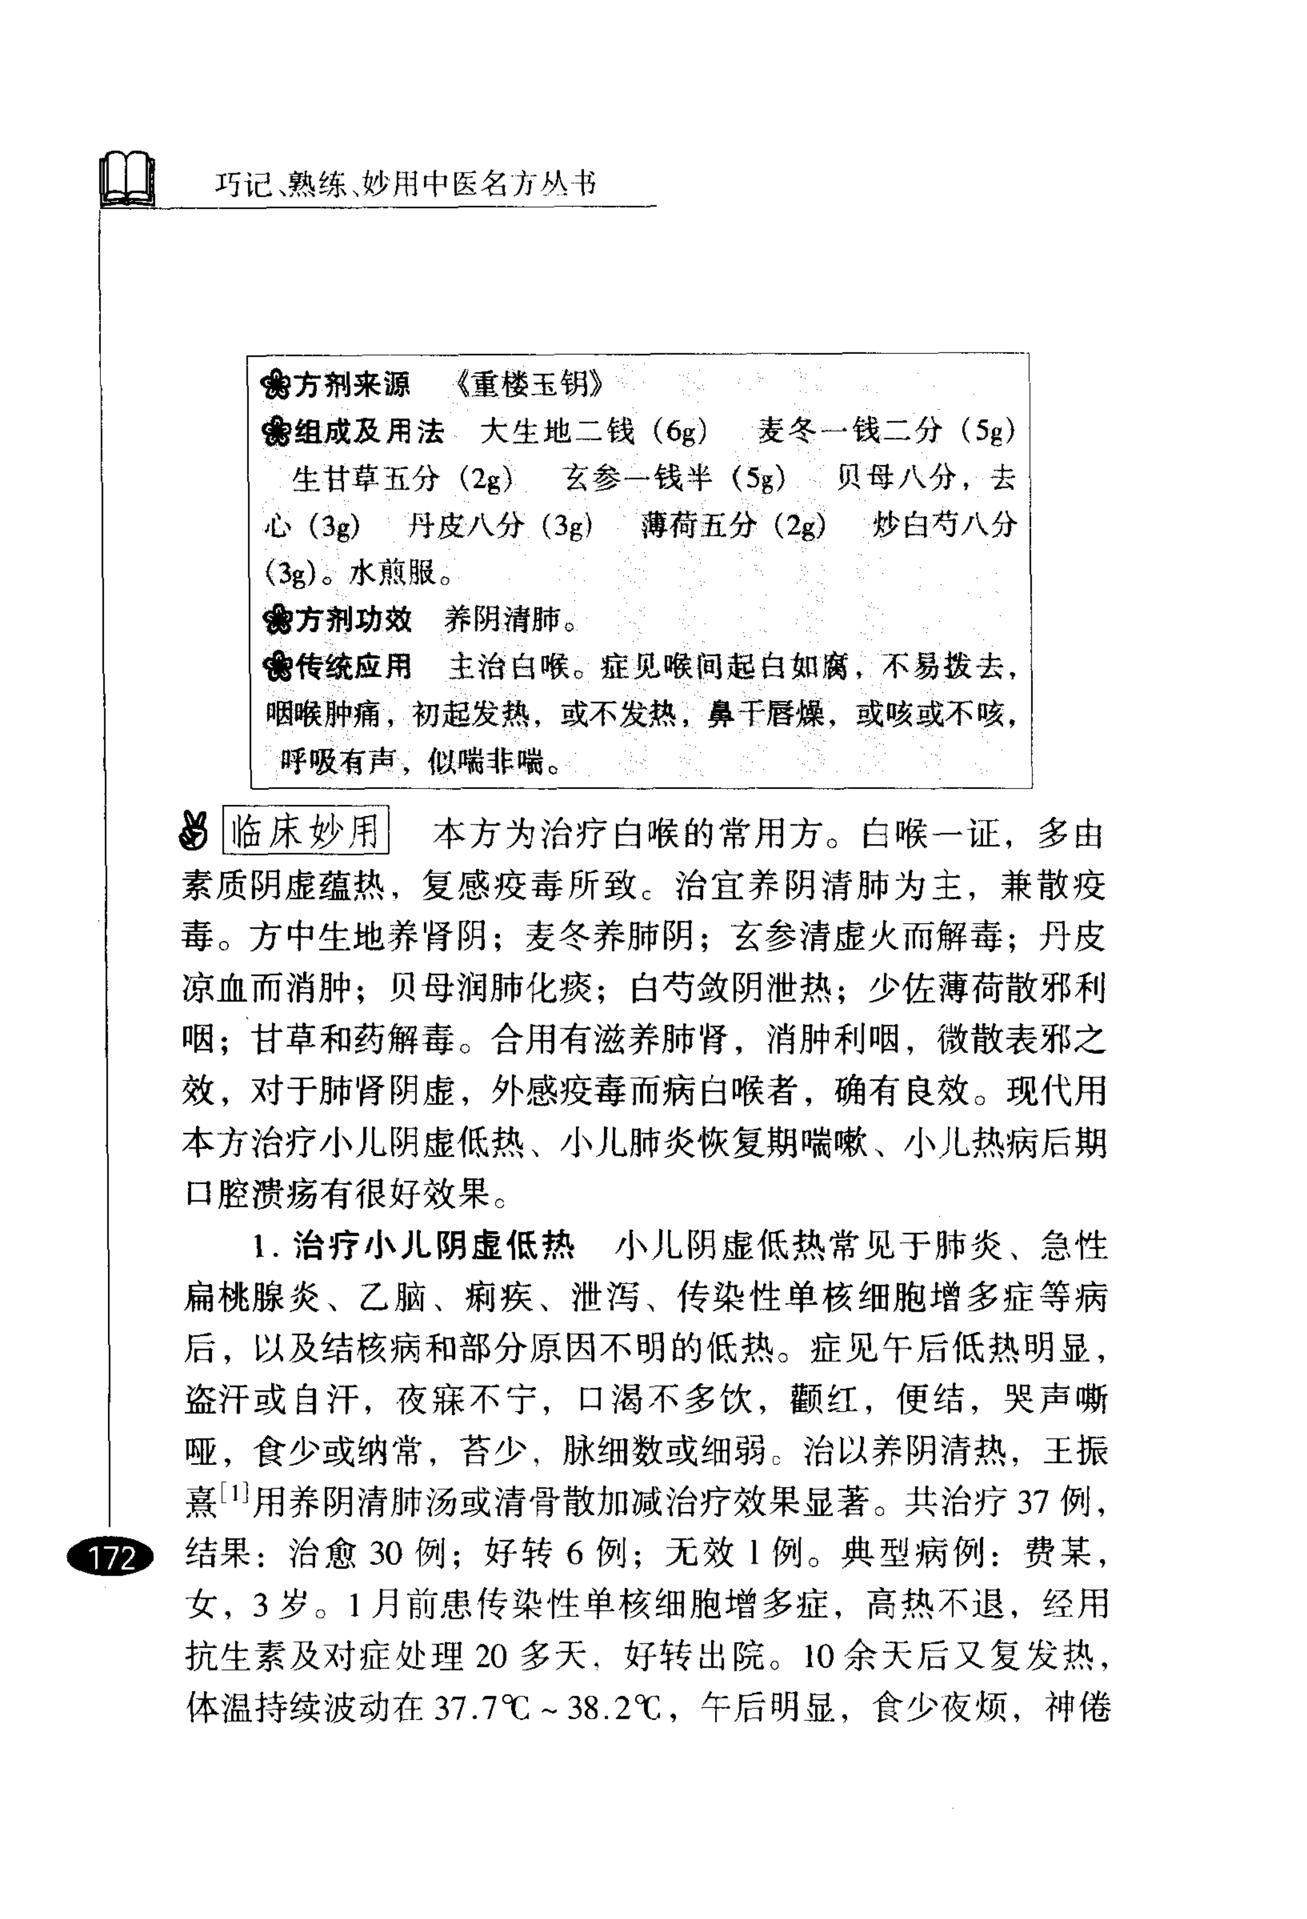 巧记、熟练、妙用中医名方丛书
方剂来源 《重楼玉钥》
组成及用法 大生地二钱（6g） 麦冬一钱二分（5g）
生甘草五分（2g） 玄参一钱半（5g） 贝母八分，去
心（3g） 丹皮八分（3g） 薄荷五分（2g） 炒白芍八分
（3g）。水煎服。
方剂功效 养阴清肺。
传统应用 主治白喉。症见喉间起白如腐，不易拨去，
咽喉肿痛，初起发热，或不发热，鼻干唇燥，或咳或不咳，
呼吸有声，似喘非喘。
临床妙用 本方为治疗白喉的常用方。白喉一证，多由
素质阴虚蕴热，复感疫毒所致。治宜养阴清肺为主，兼散疫
毒。方中生地养肾阴；麦冬养肺阴；玄参清虚火而解毒；丹皮
凉血而消肿；贝母润肺化痰；白芍敛阴泄热；少佐薄荷散邪利
咽；甘草和药解毒。合用有滋养肺肾，消肿利咽，微散表邪之
效，对于肺肾阴虚，外感疫毒而病白喉者，确有良效。现代用
本方治疗小儿阴虚低热、小儿肺炎恢复期喘嗽、小儿热病后期
口腔溃疡有很好效果。
1. 治疗小儿阴虚低热 小儿阴虚低热常见于肺炎、急性
扁桃腺炎、乙脑、痢疾、泄泻、传染性单核细胞增多症等病
后，以及结核病和部分原因不明的低热。症见午后低热明显，
盗汗或自汗，夜寐不宁，口渴不多饮，颧红，便结，哭声嘶
哑，食少或纳常，苔少，脉细数或细弱。治以养阴清热，王振
熹[1]用养阴清肺汤或清骨散加减治疗效果显著。共治疗 37 例，
结果：治愈 30 例；好转 6 例；无效 1 例。典型病例：费某，
女，3 岁。1 月前患传染性单核细胞增多症，高热不退，经用
抗生素及对症处理 20 多天，好转出院。10 余天后又复发热，
体温持续波动在 37.7℃ ~ 38.2℃，午后明显，食少夜烦，神倦
172